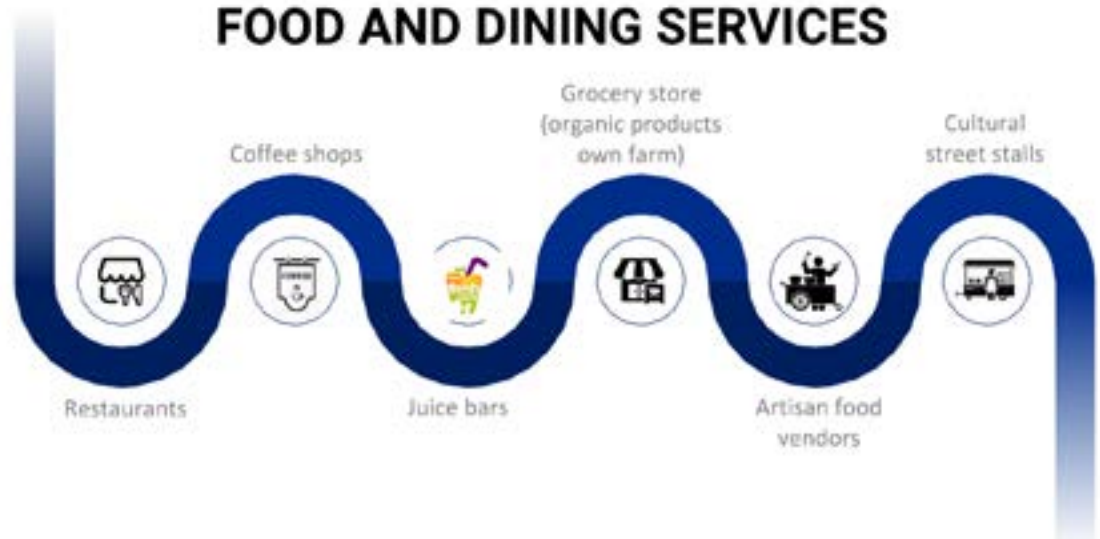 FOOD AND DINING SERVICES
Restaurants
Coffee shops
Juice bars
Grocery store
(organic products
own farm)
Artisan food
vendors
Cultural
street stalls